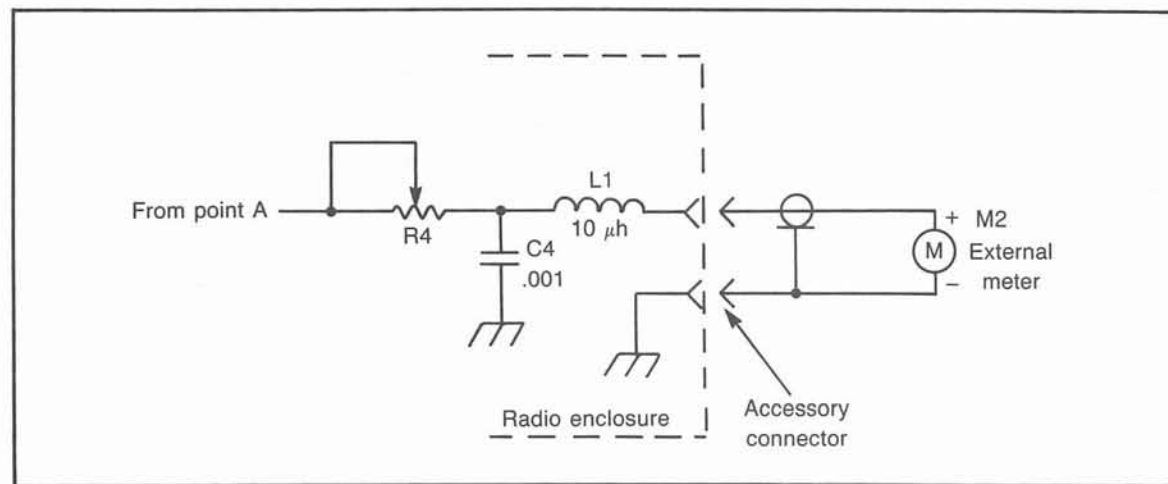 From point A
R4
C4
.001
L1
10 μh
+ M2
M External
− meter
Radio enclosure
Accessory
connector